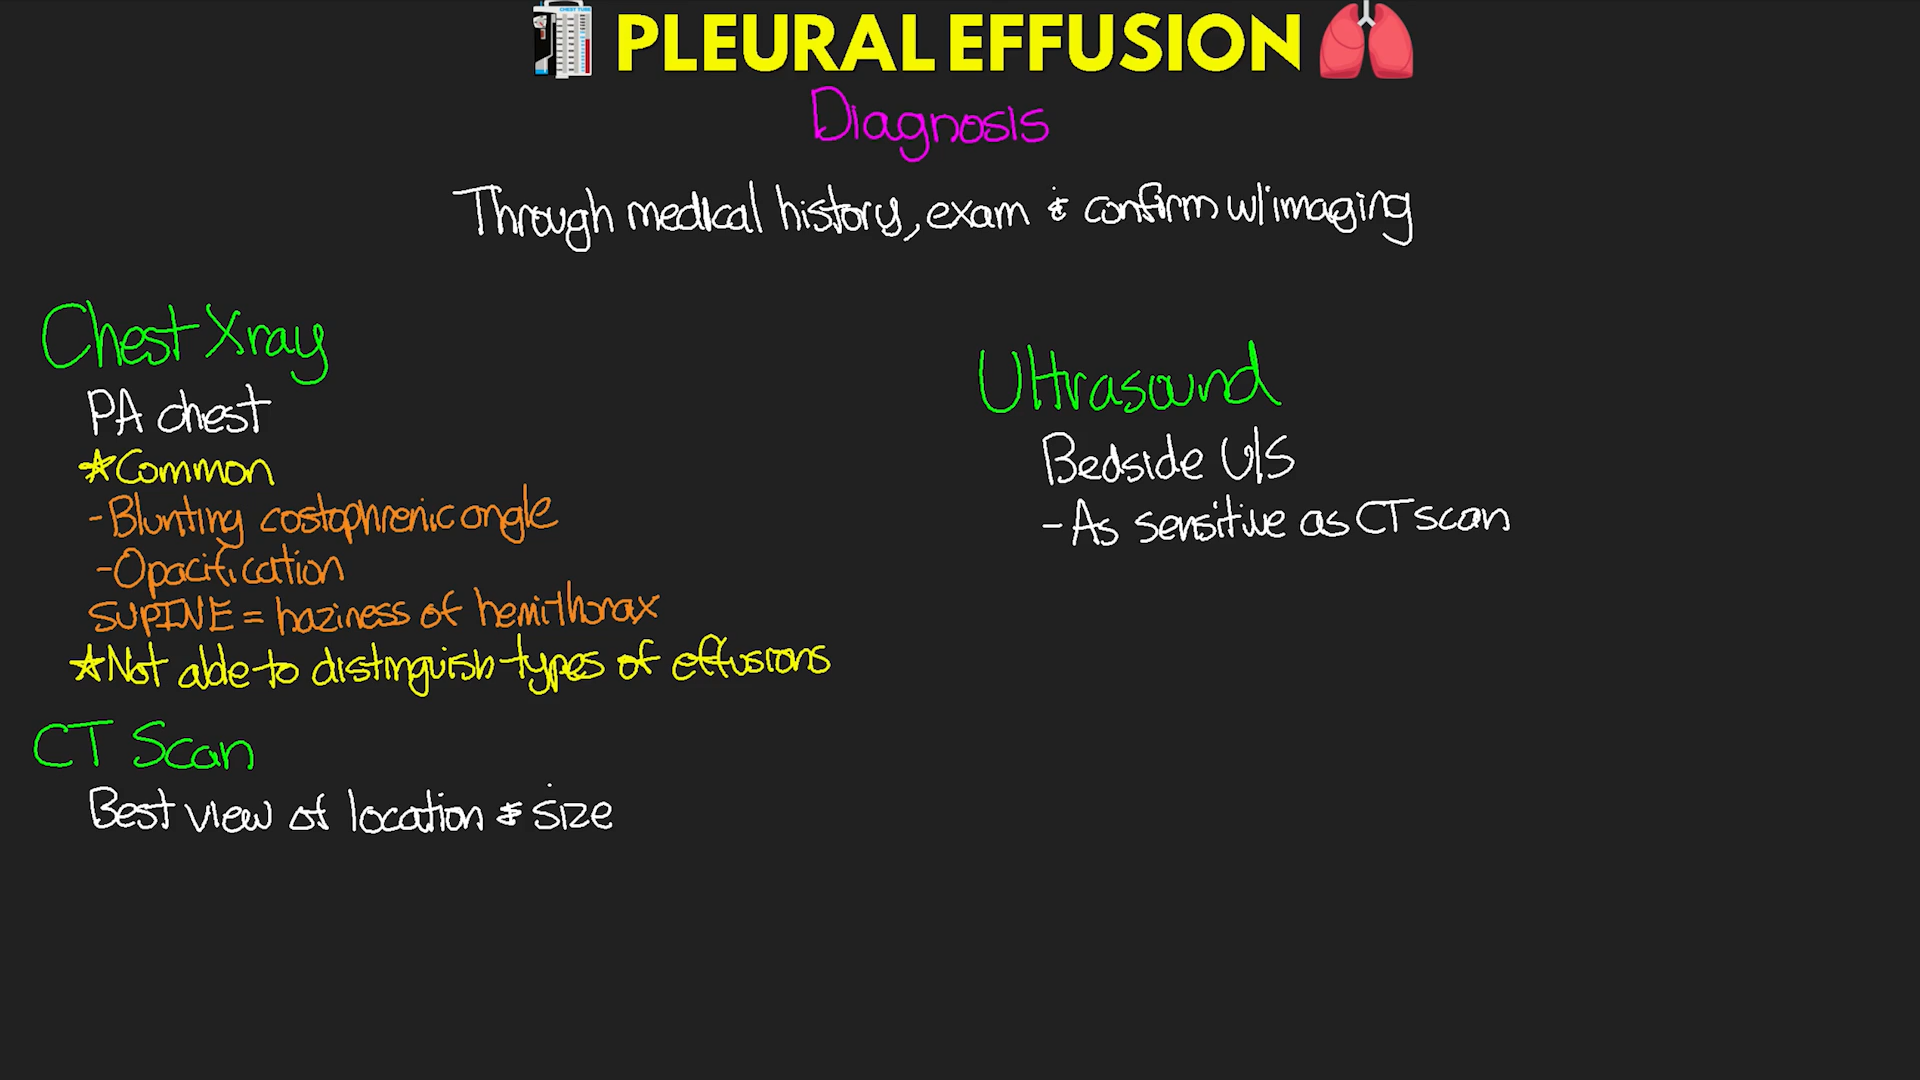 CHEST TUBE
PLEURAL EFFUSION
Diagnosis
Through medical history, exam & confirm w/ imaging
Chest Xray
PA chest
*Common
-Blunting costophrenic angle
-Opacification
SUPINE = haziness of hemithorax
*Not able to distinguish types of effusions
CT Scan
Best view of location & size
Ultrasound
Bedside U/S
-As sensitive as CT scan